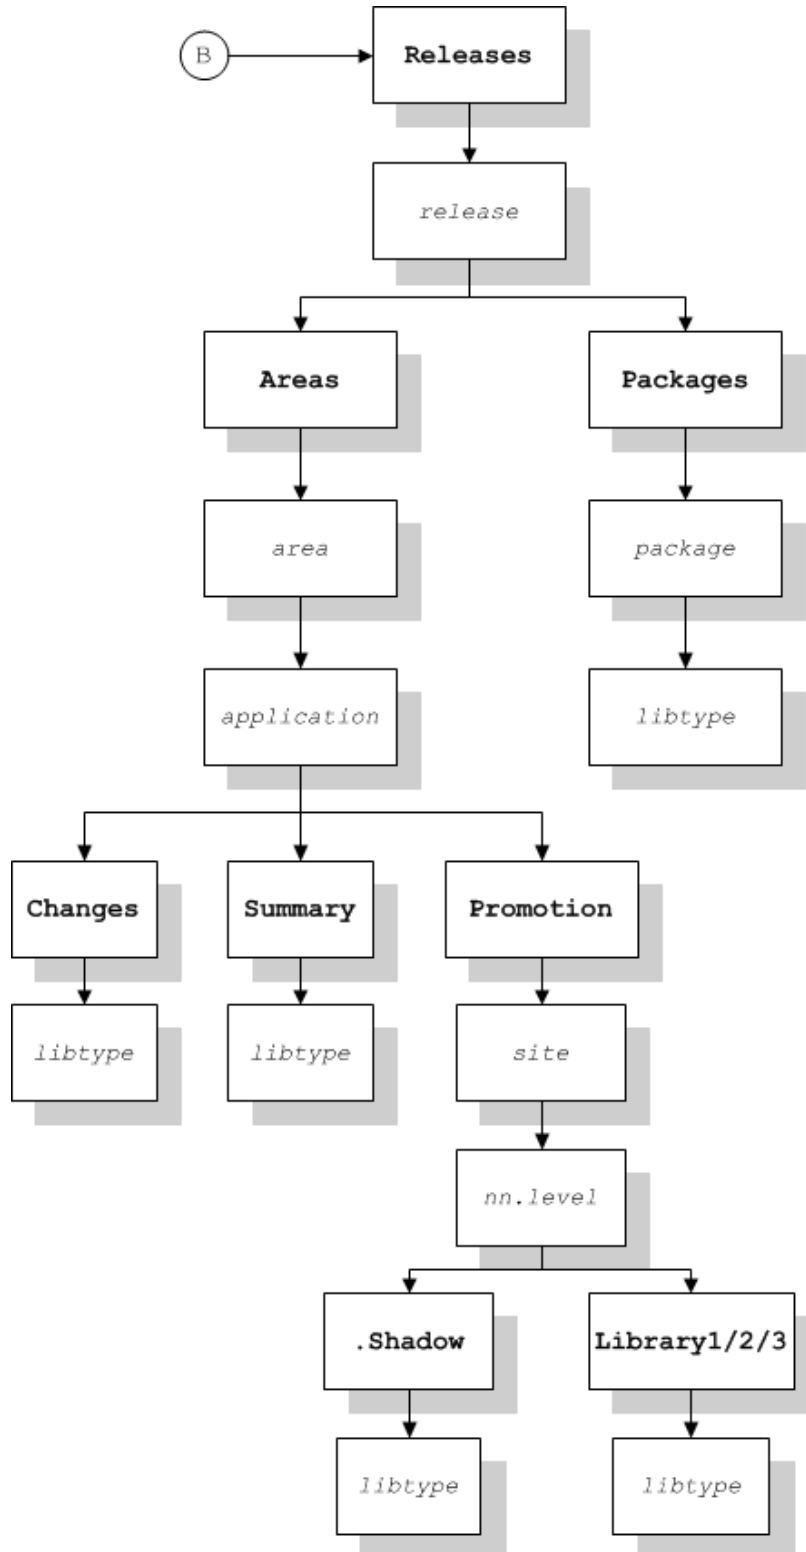 B
Releases
release
Areas
Packages
area
package
application
libtype
Changes
Summary
Promotion
libtype
libtype
site
nn.level
.Shadow
Library1/2/3
libtype
libtype